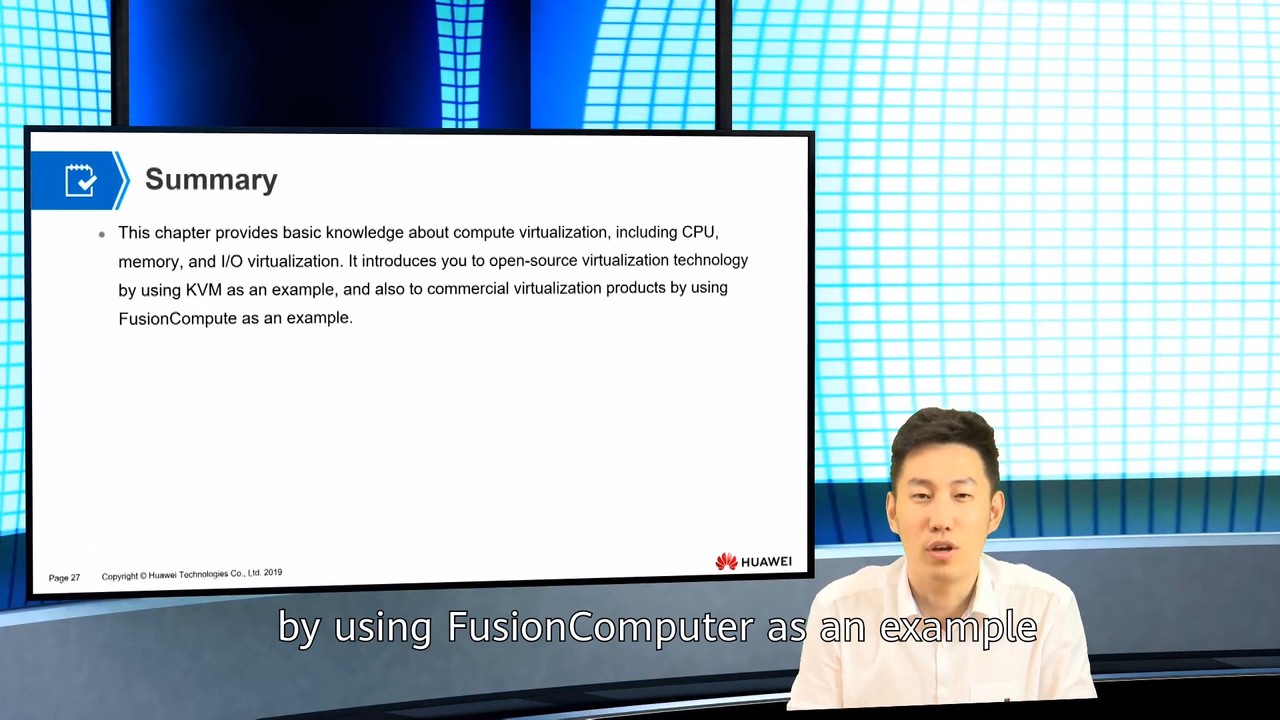 Summary
This chapter provides basic knowledge about compute virtualization, including CPU,
memory, and I/O virtualization. It introduces you to open-source virtualization technology
by using KVM as an example, and also to commercial virtualization products by using
FusionCompute as an example.
Page 27
Copyright © Huawei Technologies Co., Ltd. 2019
HUAWEI
by using FusionComputer as an example